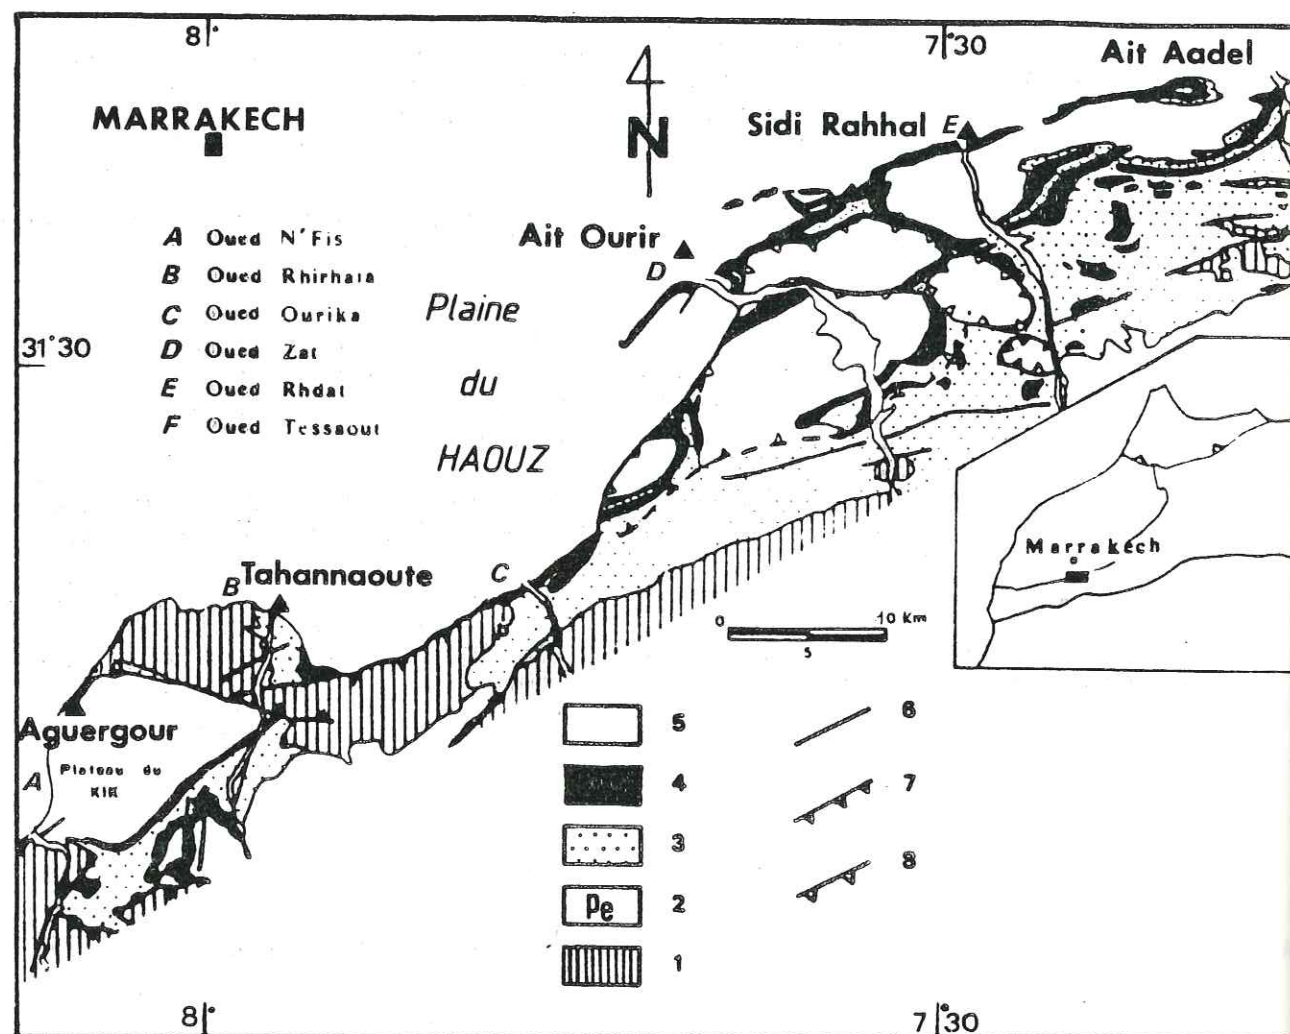 8°
7°30
Ait Aadel
MARRAKECH
N
Sidi Rahhal E
A Oued N'Fis
B Oued Rhirhaia
C Oued Ourika
D Oued Zat
E Oued Rhdat
F Oued Tessaout
Ait Ourir
D
Plaine
du
HAOUZ
31°30
Marrakech
B Tahannaoute
C
0 10 Km
5
Aguergour
A Plateau du
KIK
5
4
3
Pe 2
1
6
7
8
8°
7°30